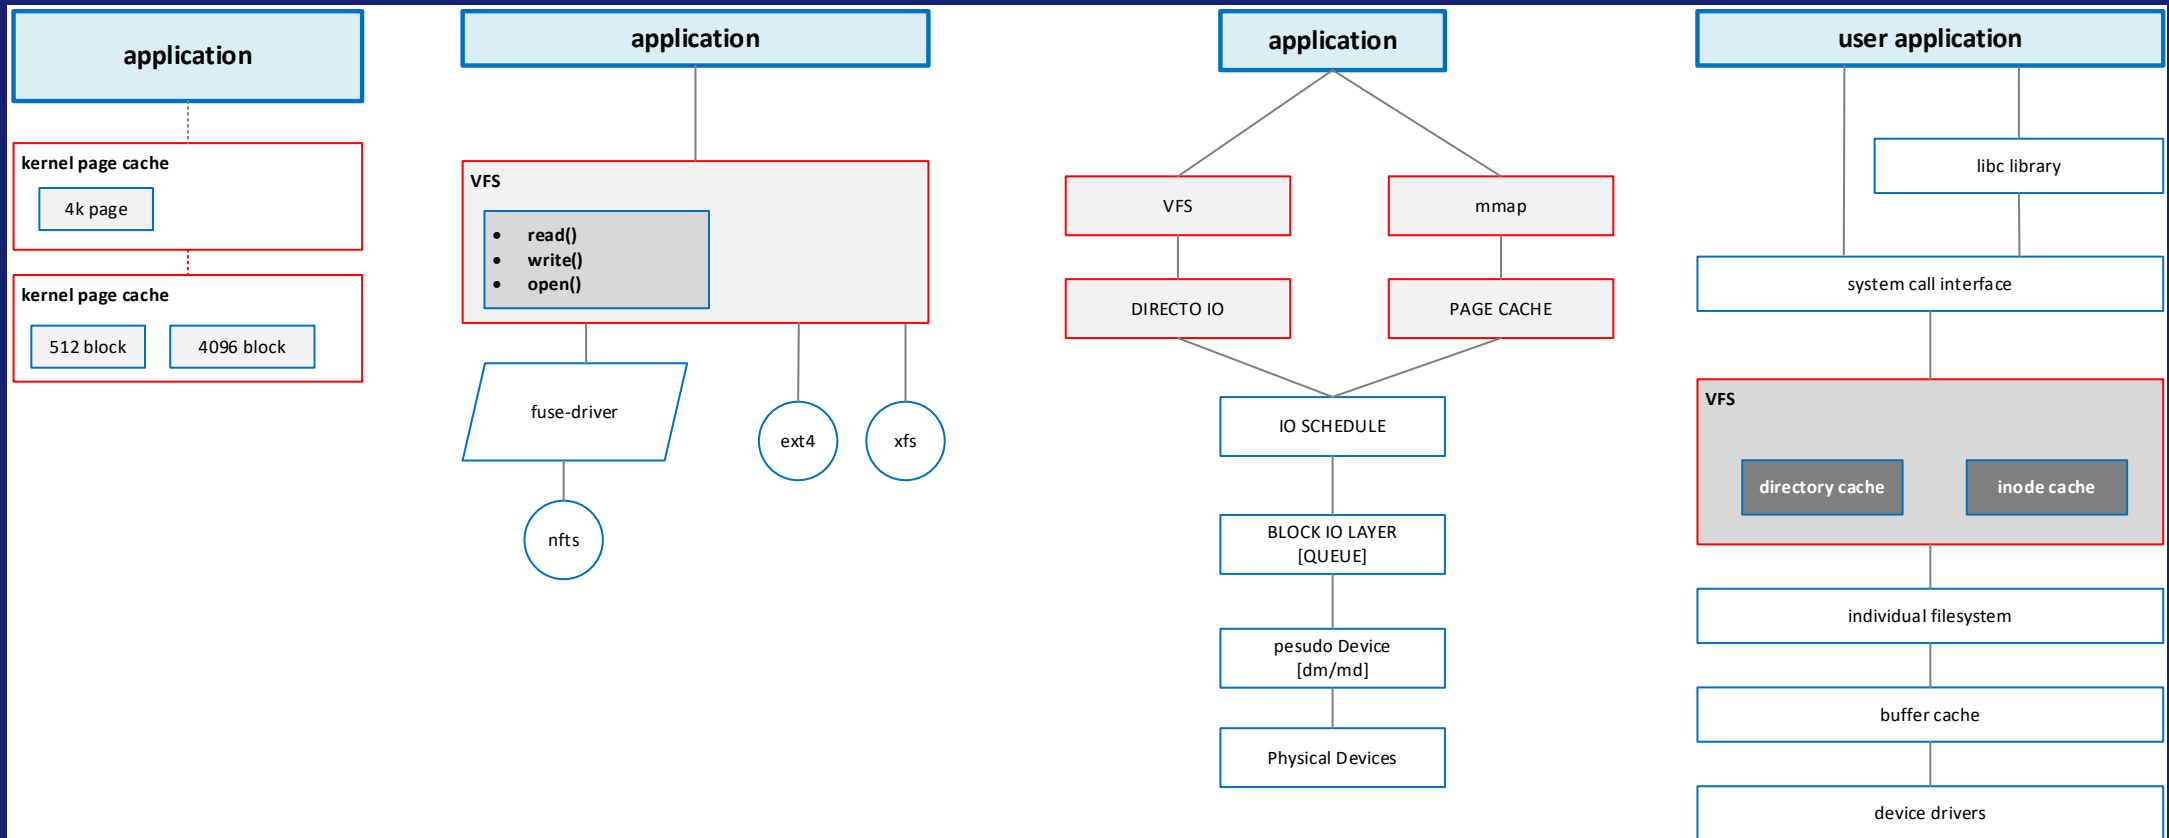 application
kernel page cache
4k page
kernel page cache
512 block
4096 block
application
VFS
• read()
• write()
• open()
fuse-driver
ext4
xfs
nfts
application
VFS
mmap
DIRECTO IO
PAGE CACHE
IO SCHEDULE
BLOCK IO LAYER
[QUEUE]
pesudo Device
[dm/md]
Physical Devices
user application
libc library
system call interface
VFS
directory cache
inode cache
individual filesystem
buffer cache
device drivers